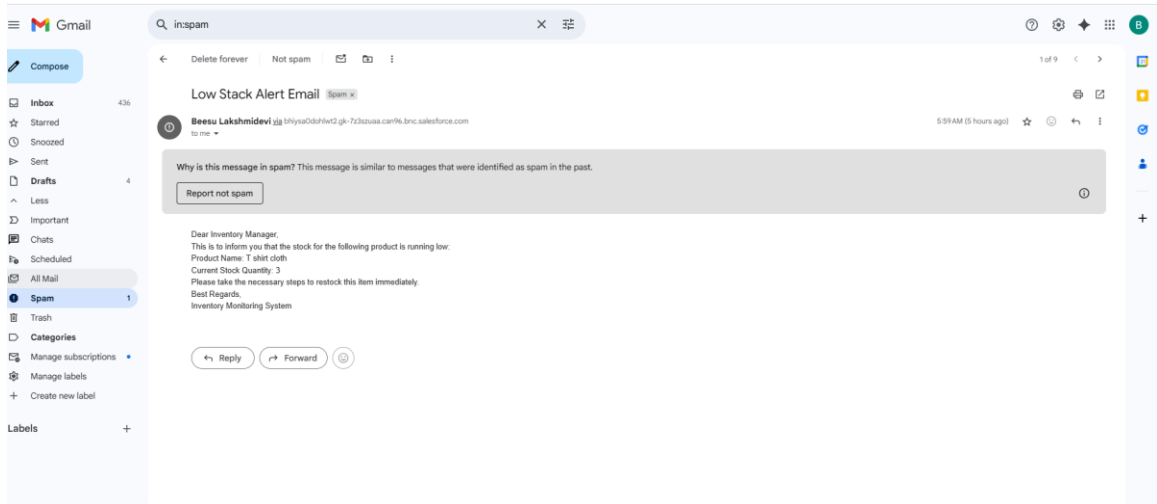 Gmail
in:spam
B
Compose
Inbox 436
Starred
Snoozed
Sent
Drafts 4
Less
Important
Chats
Scheduled
All Mail
Spam 1
Trash
Categories
Manage subscriptions
Manage labels
Create new label
Labels
Delete forever Not spam
1 of 9
Low Stack Alert Email Spam x
Beesu Lakshmidevi via bhiysa0dohlwt2.gk-7z3szuaa.can96.bnc.salesforce.com
5:59 AM (5 hours ago)
to me
Why is this message in spam? This message is similar to messages that were identified as spam in the past.
Report not spam
Dear Inventory Manager,
This is to inform you that the stock for the following product is running low:
Product Name: T shirt cloth
Current Stock Quantity: 3
Please take the necessary steps to restock this item immediately.
Best Regards,
Inventory Monitoring System
Reply Forward